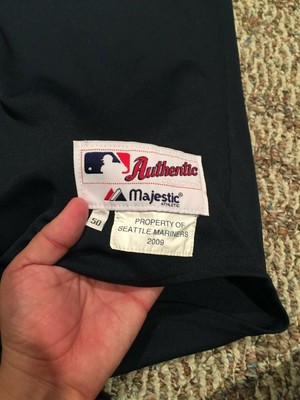 Authentic
Majestic®
ATHLETIC
50
PROPERTY OF
SEATTLE MARINERS
2009